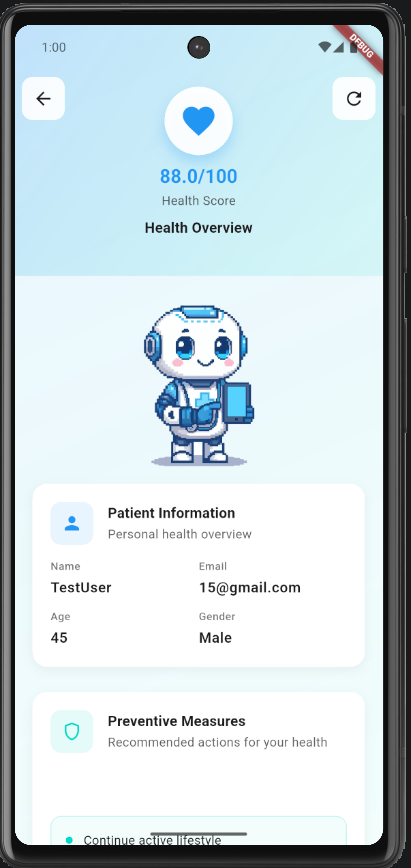 1:00
DEBUG
88.0/100
Health Score
Health Overview
Patient Information
Personal health overview
Name Email
TestUser 15@gmail.com
Age Gender
45 Male
Preventive Measures
Recommended actions for your health
Continue active lifestyle